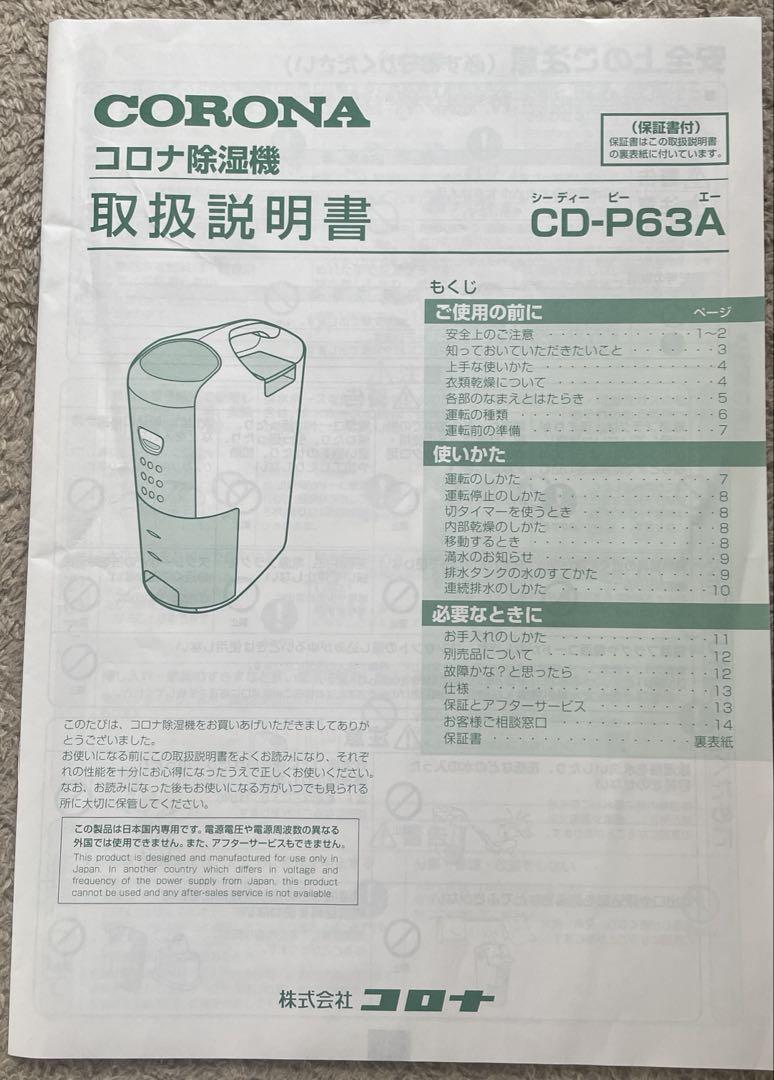 CORONA
コロナ除湿機
取扱説明書
(保証書付)
保証書はこの取扱説明書
の裏表紙に付いています。
シー ディー ピー エー
CD-P63A
もくじ
ご使用の前に ページ
安全上のご注意 ・・・・・・・・・・・・ 1〜2
知っておいていただきたいこと ・・・・・・ 3
上手な使いかた ・・・・・・・・・・・・ 4
衣類乾燥について ・・・・・・・・・・・ 4
各部のなまえとはたらき ・・・・・・・・ 5
運転の種類 ・・・・・・・・・・・・・・ 6
運転前の準備 ・・・・・・・・・・・・・ 7
使いかた
運転のしかた ・・・・・・・・・・・・・ 7
運転停止のしかた ・・・・・・・・・・・ 8
切タイマーを使うとき ・・・・・・・・・ 8
内部乾燥のしかた ・・・・・・・・・・・ 8
移動するとき ・・・・・・・・・・・・・ 8
満水のお知らせ ・・・・・・・・・・・・ 9
排水タンクの水のすてかた ・・・・・・・ 9
連続排水のしかた ・・・・・・・・・・・ 10
必要なときに
お手入れのしかた ・・・・・・・・・・・ 11
別売品について ・・・・・・・・・・・・ 12
故障かな?と思ったら ・・・・・・・・・ 12
仕様 ・・・・・・・・・・・・・・・・・ 13
保証とアフターサービス ・・・・・・・・ 13
お客様ご相談窓口 ・・・・・・・・・・・ 14
保証書 ・・・・・・・・・・・・・・ 裏表紙
このたびは、コロナ除湿機をお買いあげいただきましてありが
とうございました。
お使いになる前にこの取扱説明書をよくお読みになり、それぞ
れの性能を十分にお心得になったうえで正しくお使いください。
なお、お読みになった後もお使いになる方がいつでも見られる
所に大切に保管してください。
この製品は日本国内専用です。電源電圧や電源周波数の異なる
外国では使用できません。また、アフターサービスもできません。
This product is designed and manufactured for use only in
Japan. In another country which differs in voltage and
frequency of the power supply from Japan, this product
cannot be used and any after-sales service is not available.
株式会社 コロナ